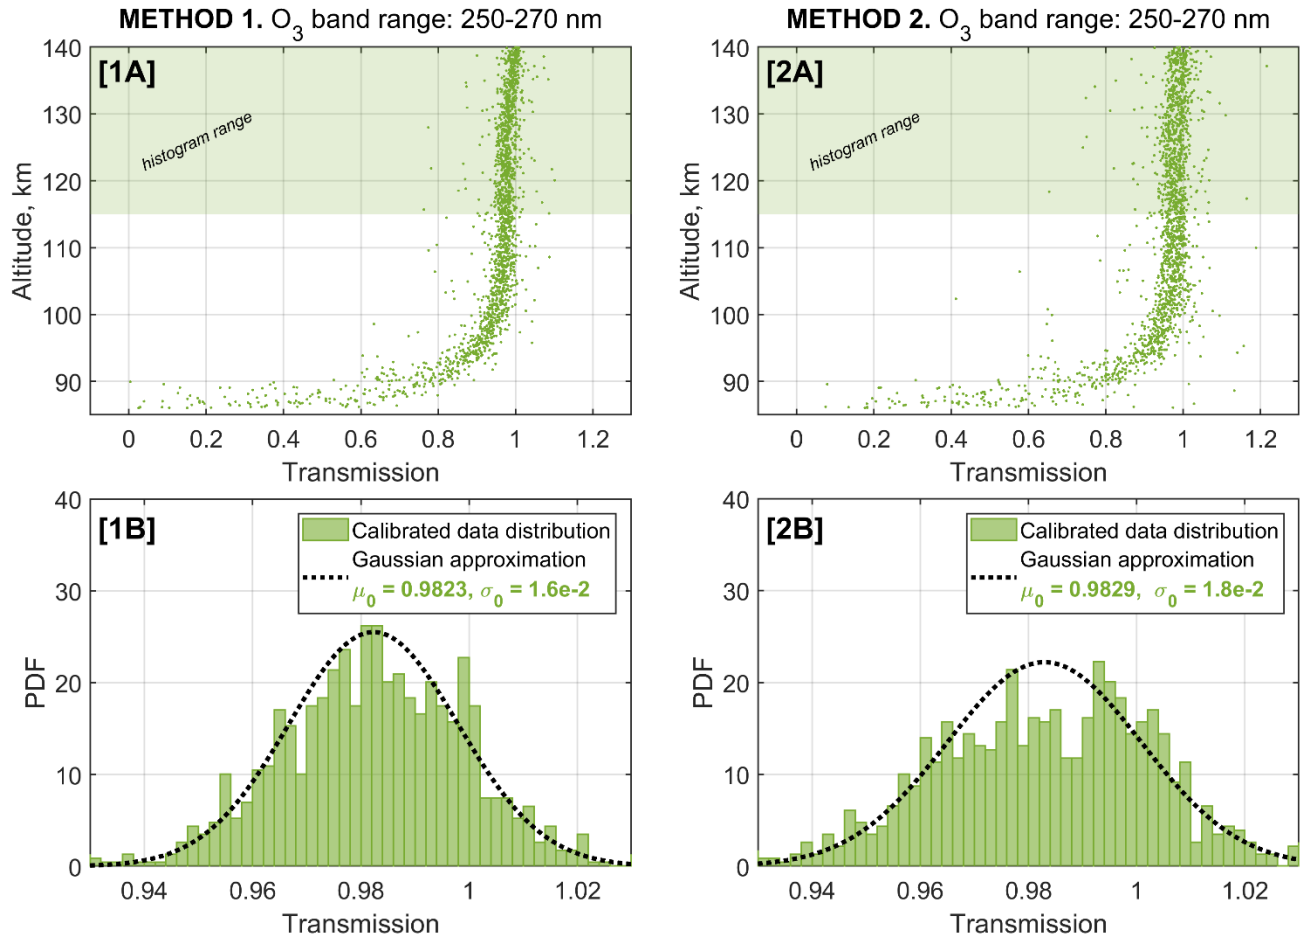 METHOD 1. O3 band range: 250-270 nm
[1A]
histogram range
140
130
120
110
100
90
Altitude, km
0 0.2 0.4 0.6 0.8 1 1.2
Transmission
METHOD 2. O3 band range: 250-270 nm
[2A]
histogram range
140
130
120
110
100
90
Altitude, km
0 0.2 0.4 0.6 0.8 1 1.2
Transmission
[1B]
Calibrated data distribution
Gaussian approximation
μ0 = 0.9823, σ0 = 1.6e-2
40
30
20
10
0
PDF
0.94 0.96 0.98 1 1.02
Transmission
[2B]
Calibrated data distribution
Gaussian approximation
μ0 = 0.9829, σ0 = 1.8e-2
40
30
20
10
0
PDF
0.94 0.96 0.98 1 1.02
Transmission